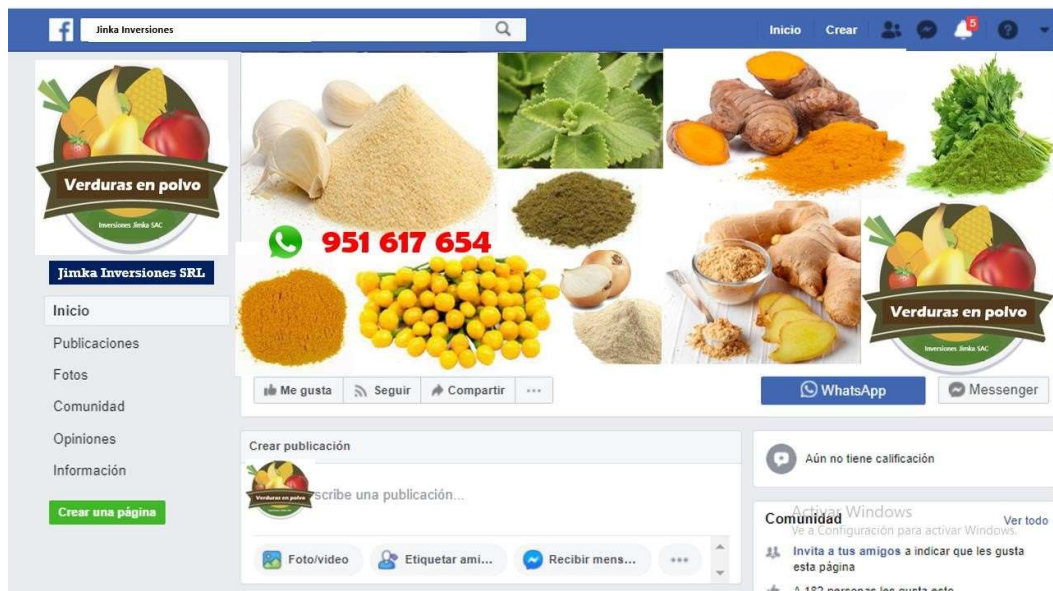 Jinka Inversiones
Inicio
Crear
5
Verduras en polvo
Inversiones Jimka SAC
Jimka Inversiones SRL
951 617 654
Verduras en polvo
Inversiones Jimka SAC
Inicio
Publicaciones
Fotos
Comunidad
Opiniones
Información
Crear una página
Me gusta
Seguir
Compartir
WhatsApp
Messenger
Crear publicación
Verduras en polvo
scribe una publicación...
Foto/video
Etiquetar ami...
Recibir mens...
Aún no tiene calificación
Comunidad
Ver todo
Activar Windows
Ve a Configuración para activar Windows.
Invita a tus amigos a indicar que les gusta
esta página
A 182 personas les gusta esto